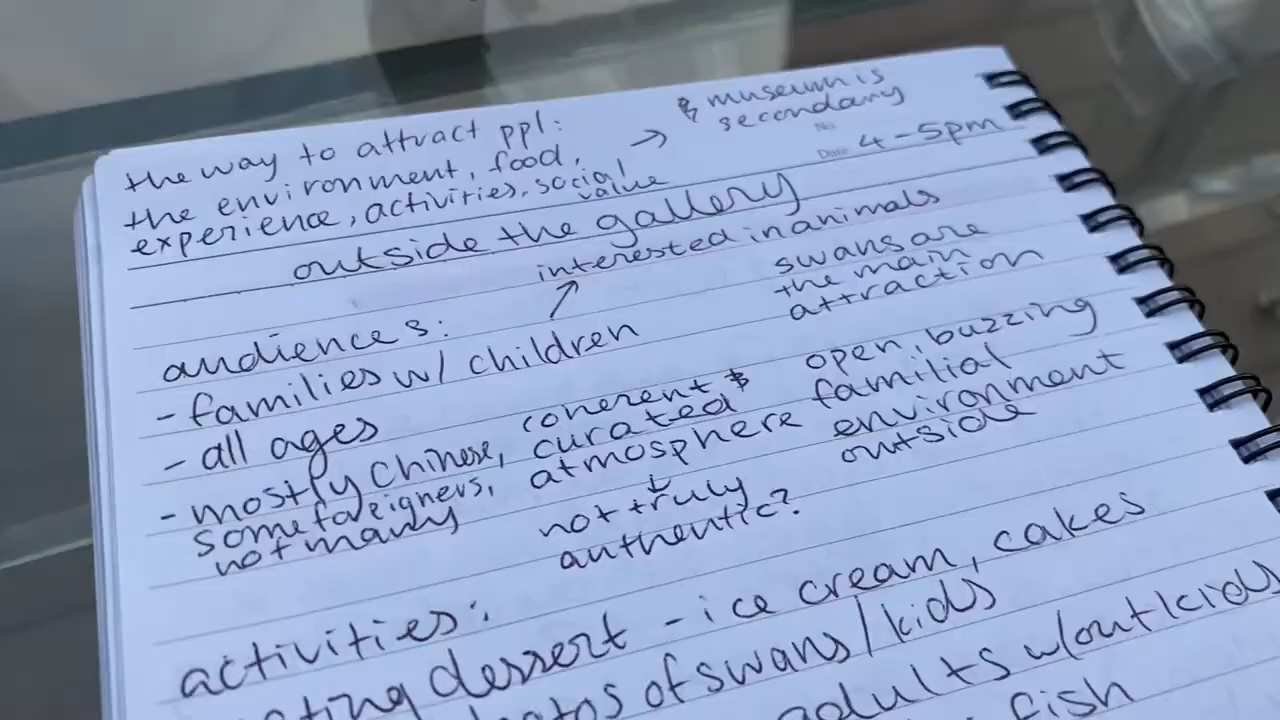 the way to attract ppl:
the environment, food,
experience, activities, social
value
→ & museum is
secondary
No.
Date 4-5pm
outside the gallery
interested in animals
swans are
the main
attraction
audiences:
- families w/ children
- all ages
- mostly Chinese,
some foreigners,
not many
coherent &
curated
atmosphere
↓
not truly
authentic?
open, buzzing
familial
environment
outside
activities:
dessert - ice cream, cakes
of swans/kids
adults w/out kids
fish